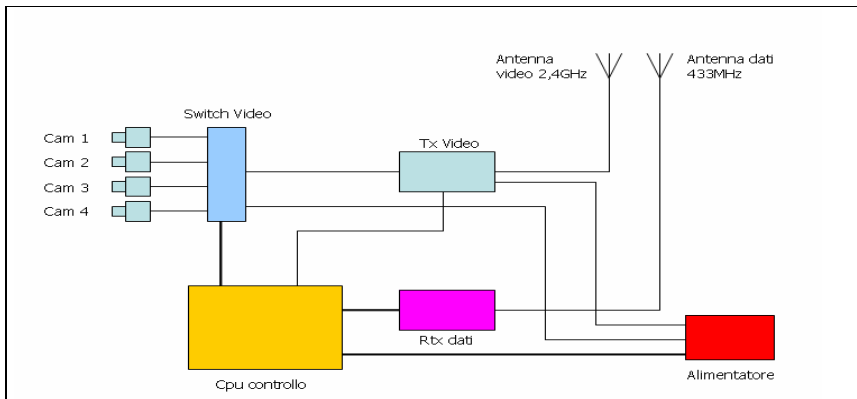 Antenna
video 2,4GHz
Antenna dati
433MHz
Switch Video
Cam 1
Cam 2
Cam 3
Cam 4
Tx Video
Rtx dati
Cpu controllo
Alimentatore